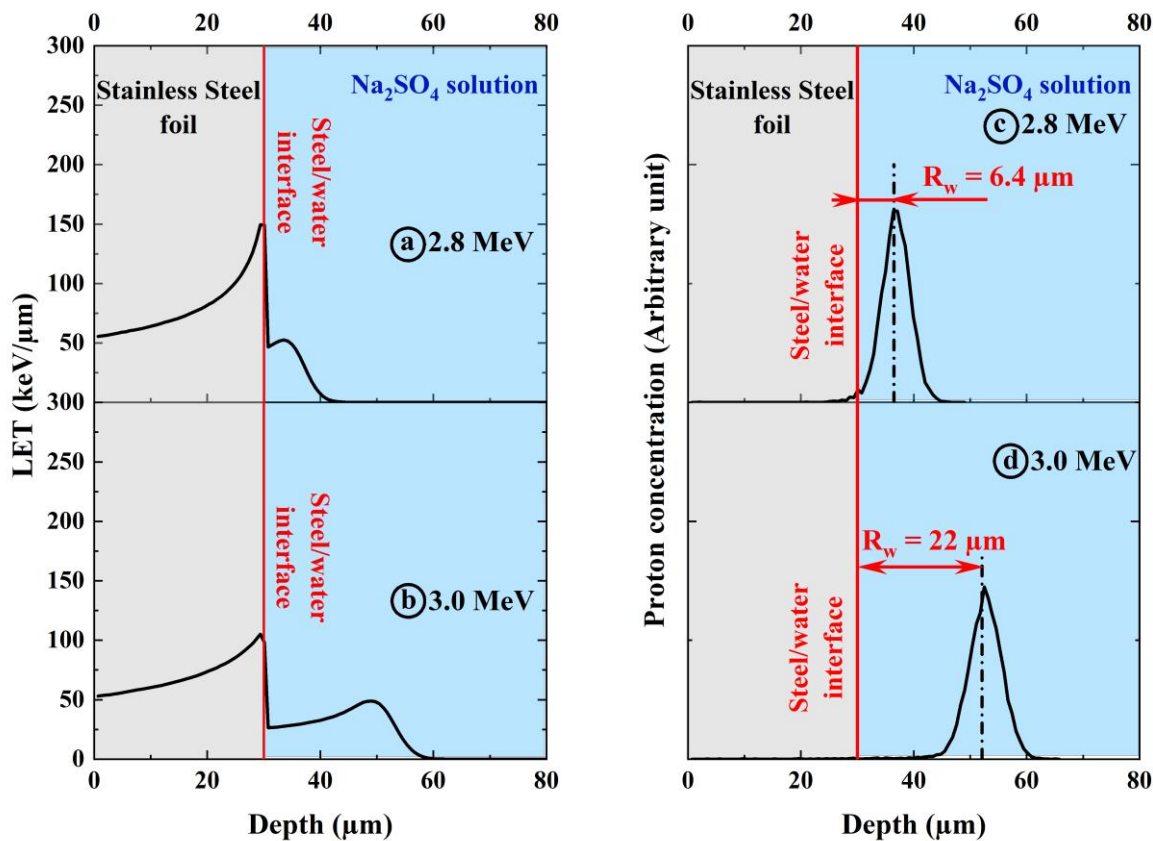 0 20 40 60 80
0 20 40 60 80
300
250
200
150
100
50
300
250
200
150
100
50
0
LET (keV/μm)
Stainless Steel
foil
Na₂SO₄ solution
Steel/water
interface
ⓐ 2.8 MeV
Steel/water
interface
ⓑ 3.0 MeV
0 20 40 60 80
Depth (μm)
Proton concentration (Arbitrary unit)
Stainless Steel
foil
Na₂SO₄ solution
ⓒ 2.8 MeV
R_w = 6.4 μm
Steel/water
interface
ⓓ 3.0 MeV
R_w = 22 μm
Steel/water
interface
0 20 40 60 80
Depth (μm)